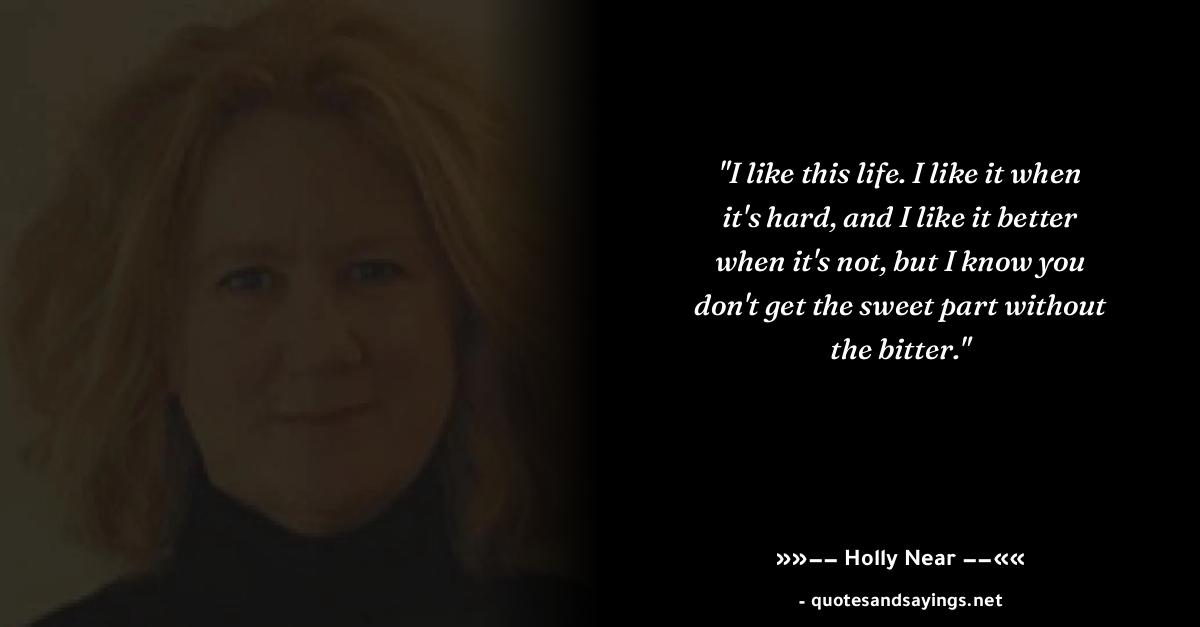 "I like this life. I like it when
it's hard, and I like it better
when it's not, but I know you
don't get the sweet part without
the bitter."
»»–– Holly Near ––««
- quotesandsayings.net